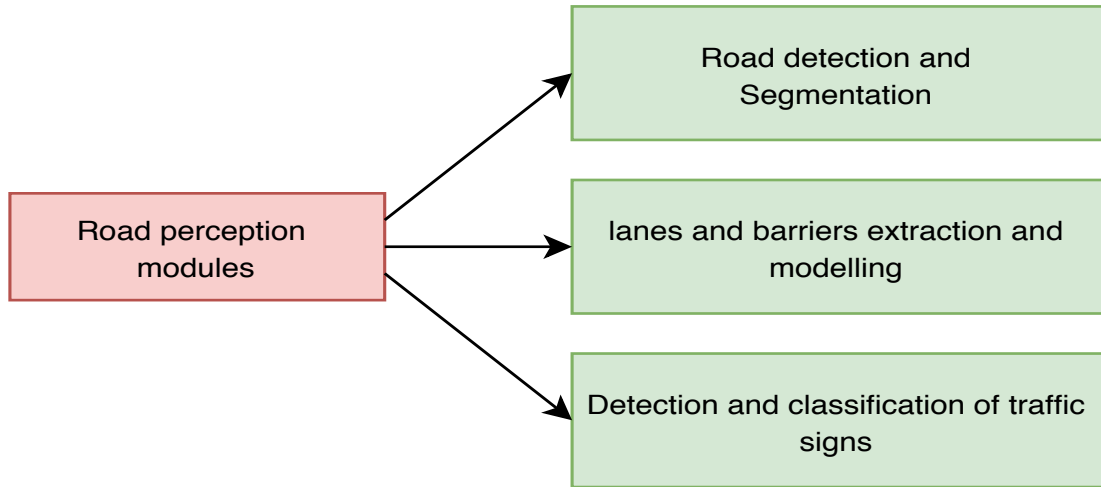 Road detection and
Segmentation
Road perception
modules
lanes and barriers extraction and
modelling
Detection and classification of traffic
signs